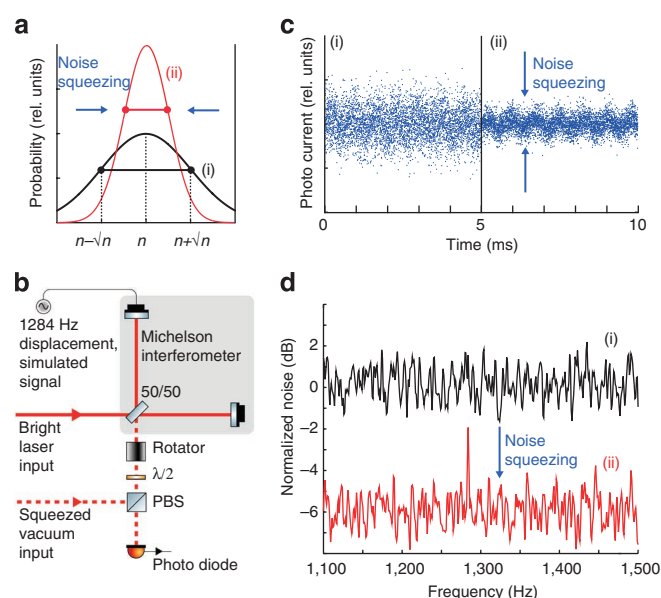 a
Probability (rel. units)
Noise
squeezing
(ii)
(i)
n−√n
n
n+√n
b
1284 Hz
displacement,
simulated
signal
Michelson
interferometer
50/50
Bright
laser
input
Rotator
λ/2
PBS
Squeezed
vacuum
input
Photo diode
c
Photo current (rel. units)
(i)
(ii)
Noise
squeezing
0
5
10
Time (ms)
d
Normalized noise (dB)
2
0
−2
−4
−6
(i)
Noise
squeezing
(ii)
1,100
1,200
1,300
1,400
1,500
Frequency (Hz)